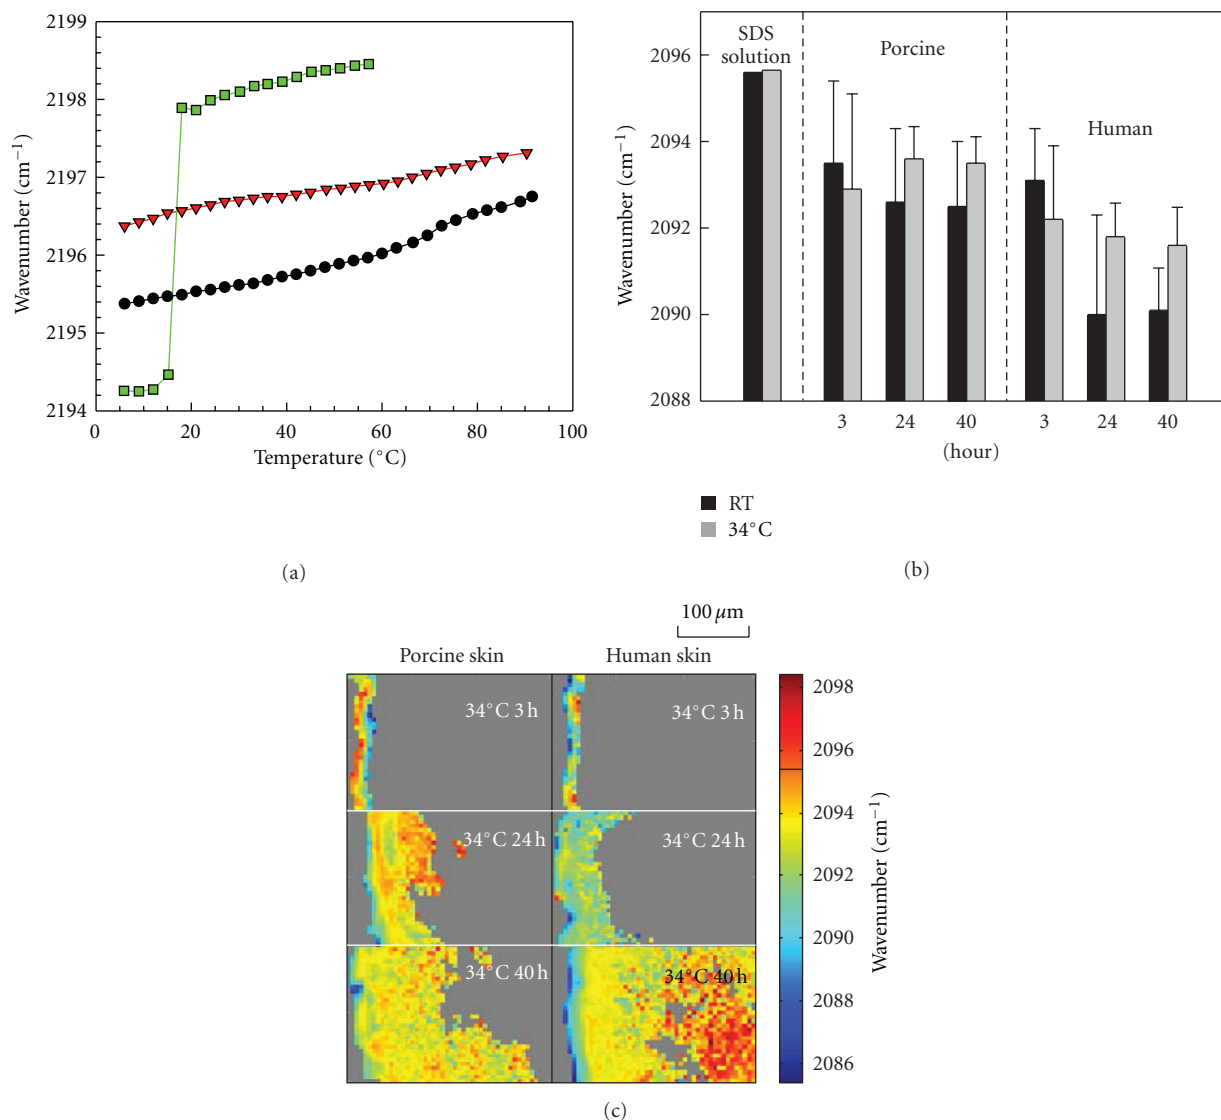 2199
2198
2197
2196
2195
2194
Wavenumber (cm−1)
0 20 40 60 80 100
Temperature (°C)
(a)
2096
2094
2092
2090
2088
Wavenumber (cm−1)
SDS
solution
Porcine
Human
3 24 40 3 24 40
(hour)
RT
34°C
(b)
100 μm
Porcine skin Human skin
34°C 3 h 34°C 3 h
34°C 24 h 34°C 24 h
34°C 40 h 34°C 40 h
2098
2096
2094
2092
2090
2088
2086
Wavenumber (cm−1)
(c)